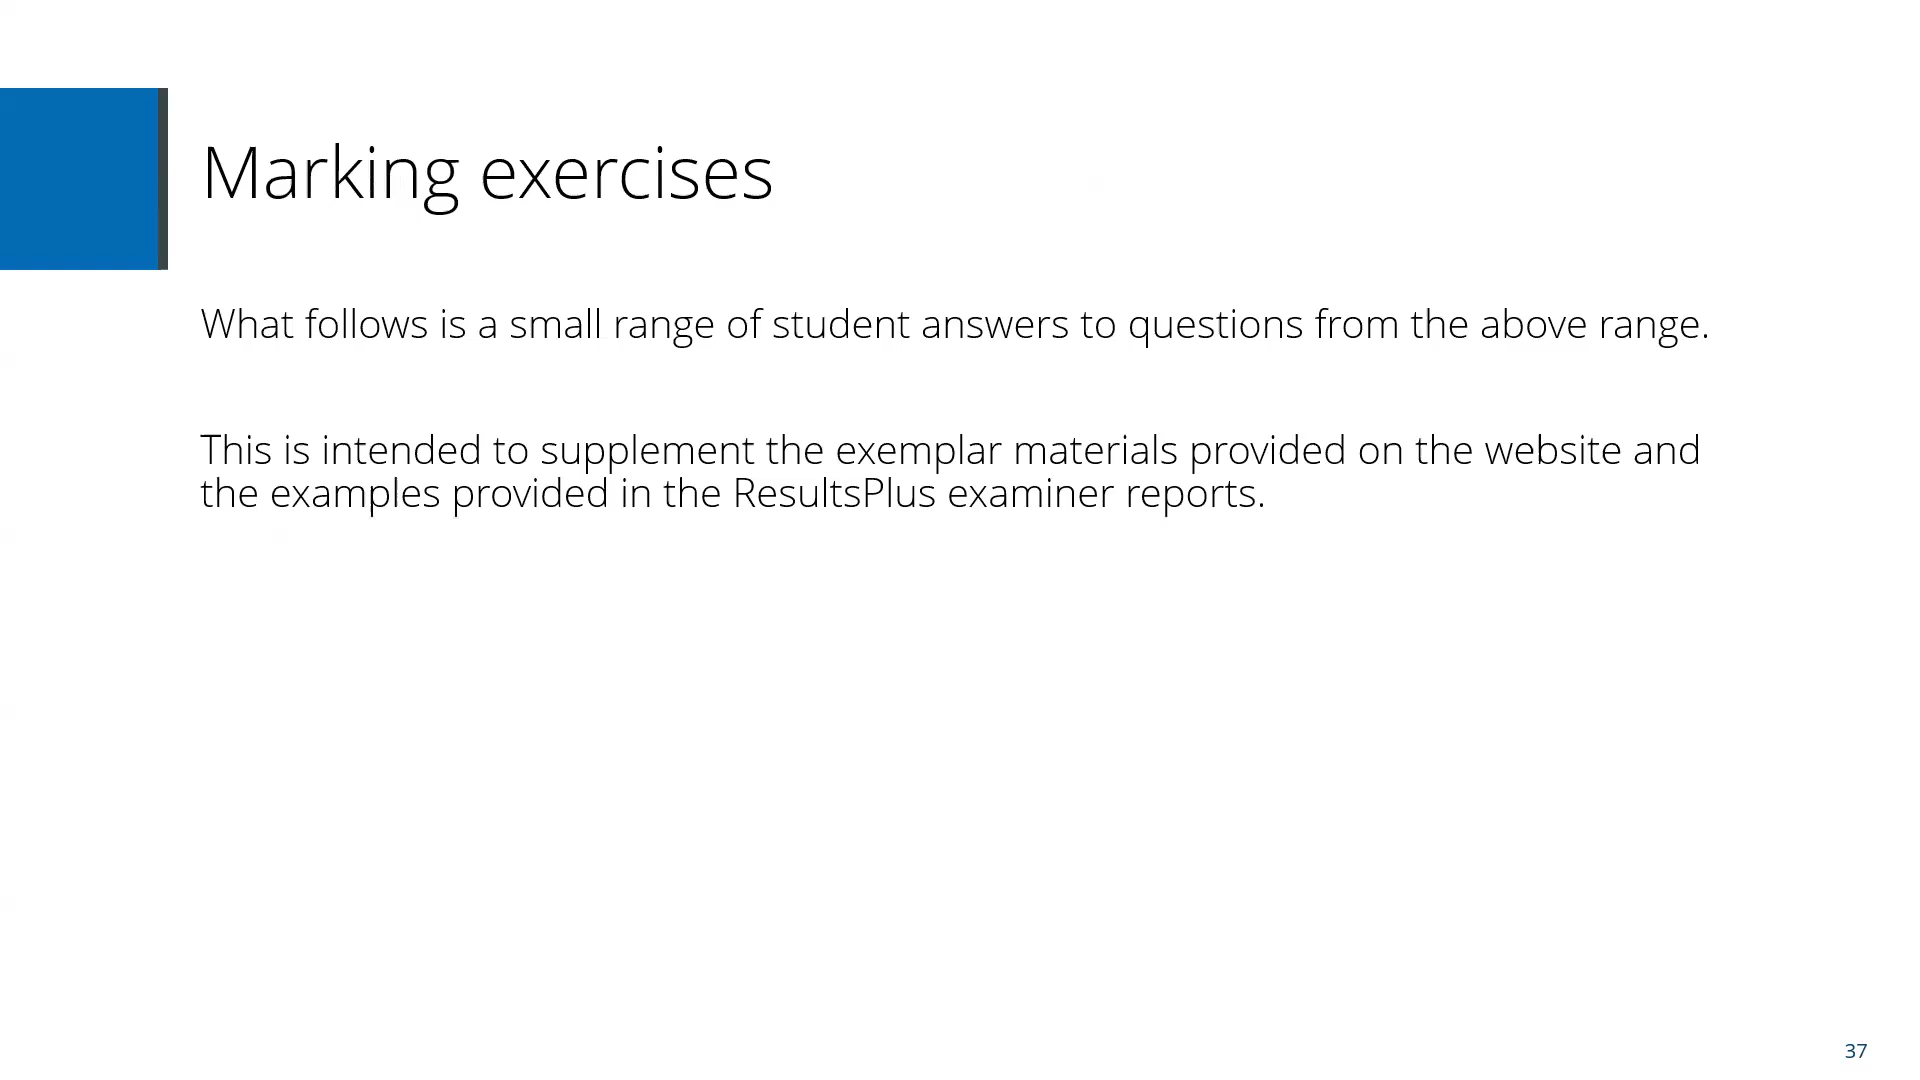 Marking exercises
What follows is a small range of student answers to questions from the above range.
This is intended to supplement the exemplar materials provided on the website and
the examples provided in the ResultsPlus examiner reports.
37